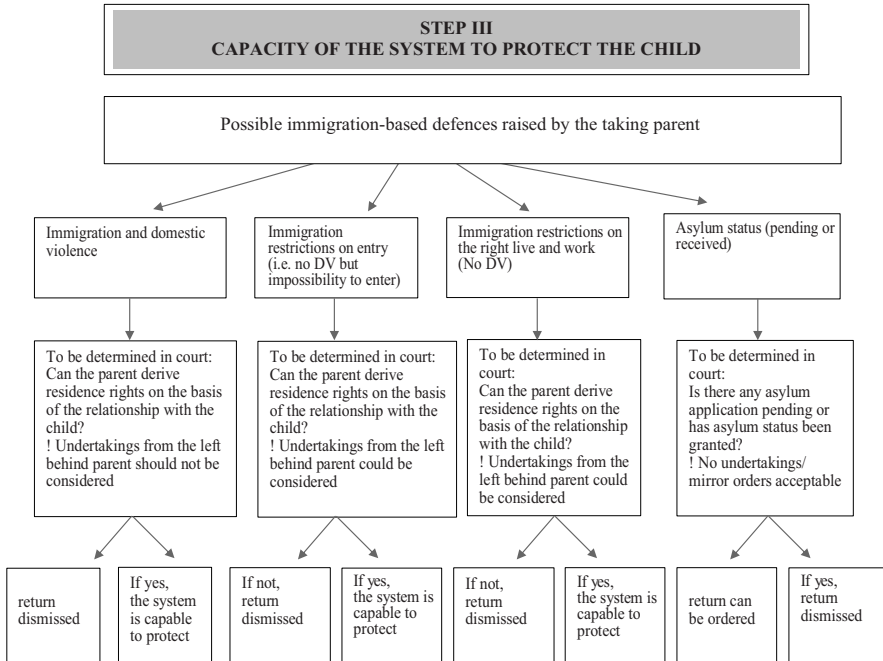 STEP III
CAPACITY OF THE SYSTEM TO PROTECT THE CHILD
Possible immigration-based defences raised by the taking parent
Immigration and domestic
violence
Immigration
restrictions on entry
(i.e. no DV but
impossibility to enter)
Immigration restrictions on
the right live and work
(No DV)
Asylum status (pending or
received)
To be determined in court:
Can the parent derive
residence rights on the basis
of the relationship with the
child?
! Undertakings from the left
behind parent should not be
considered
To be determined in court:
Can the parent derive
residence rights on the basis
of the relationship with the
child?
! Undertakings from the left
behind parent could be
considered
To be determined in
court:
Can the parent derive
residence rights on the
basis of the relationship
with the child?
! Undertakings from the
left behind parent could
be considered
To be determined in
court:
Is there any asylum
application pending or
has asylum status been
granted?
! No undertakings/
mirror orders acceptable
return
dismissed
If yes,
the system
is capable
to protect
If not,
return
dismissed
If yes,
the system is
capable to
protect
If not,
return
dismissed
If yes,
the system is
capable to
protect
return can
be ordered
If yes,
return
dismissed